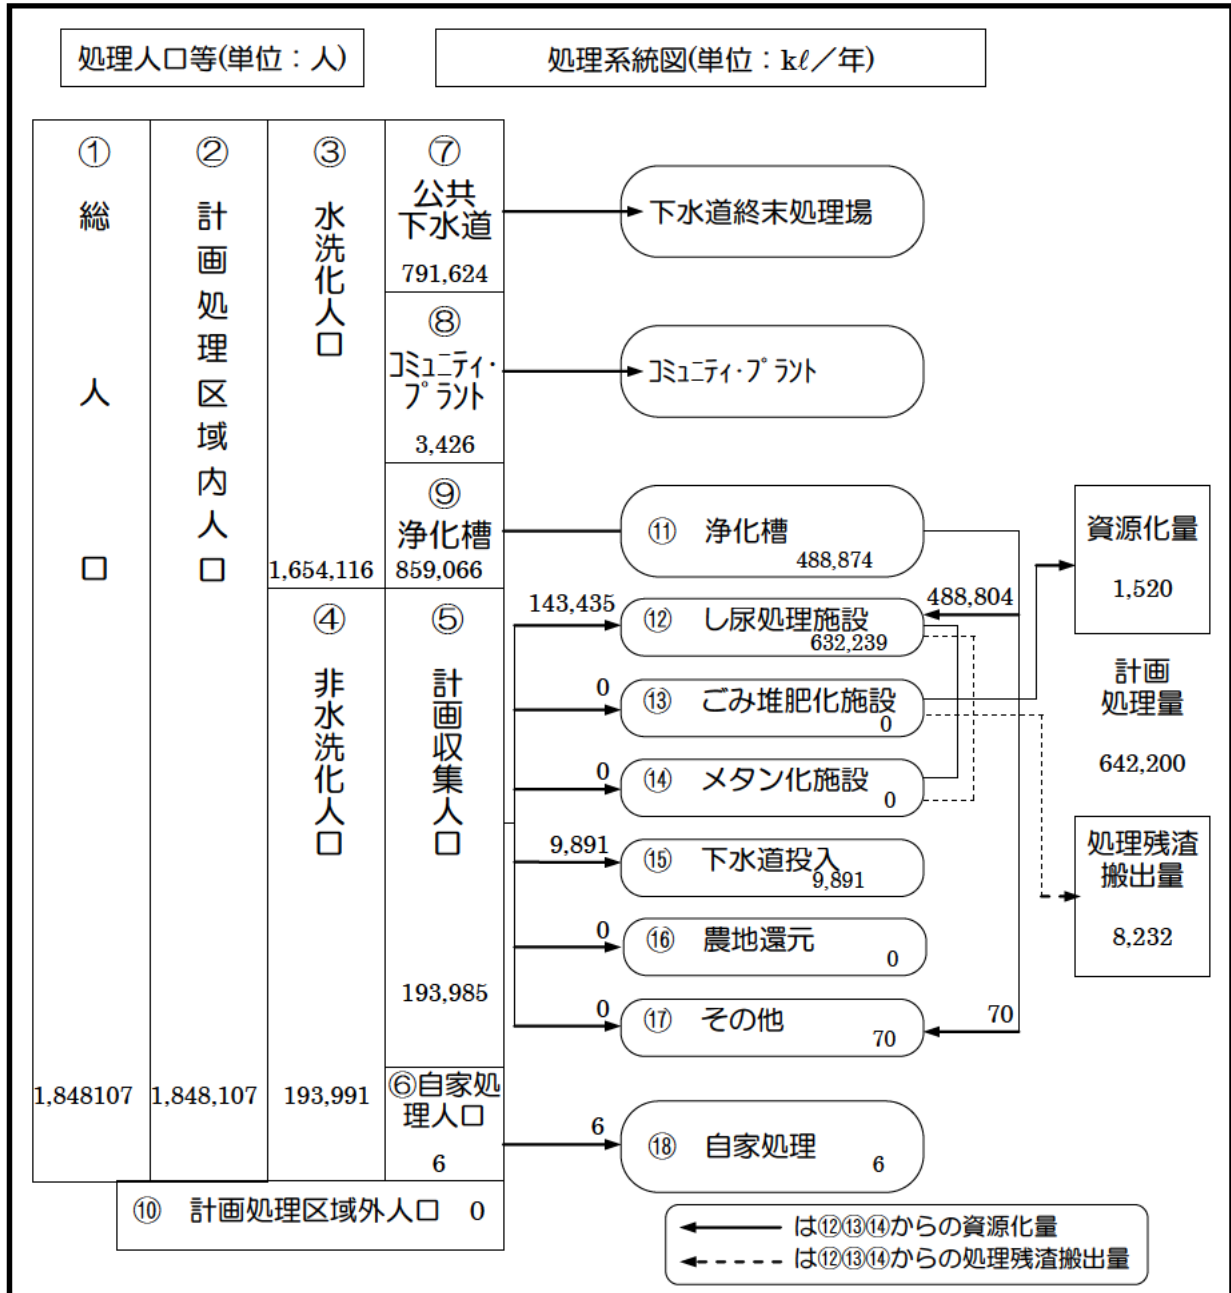 処理人口等(単位：人)
処理系統図(単位：kℓ／年)
①
総人口
1,848107
②
計画処理区域内人口
1,848,107
③
水洗化人口
1,654,116
④
非水洗化人口
193,991
⑦
公共
下水道
791,624
⑧
コミュニティ・
プラント
3,426
⑨
浄化槽
859,066
⑤
計画収集人口
193,985
⑥自家処
理人口
6
⑩ 計画処理区域外人口 0
下水道終末処理場
コミュニティ・プラント
⑪ 浄化槽
488,874
143,435
⑫ し尿処理施設
632,239
488,804
0
⑬ ごみ堆肥化施設
0
0
⑭ メタン化施設
0
9,891
⑮ 下水道投入
9,891
0
⑯ 農地還元
0
0
⑰ その他
70
70
6
⑱ 自家処理
6
資源化量
1,520
計画
処理量
642,200
処理残渣
搬出量
8,232
は⑫⑬⑭からの資源化量
は⑫⑬⑭からの処理残渣搬出量